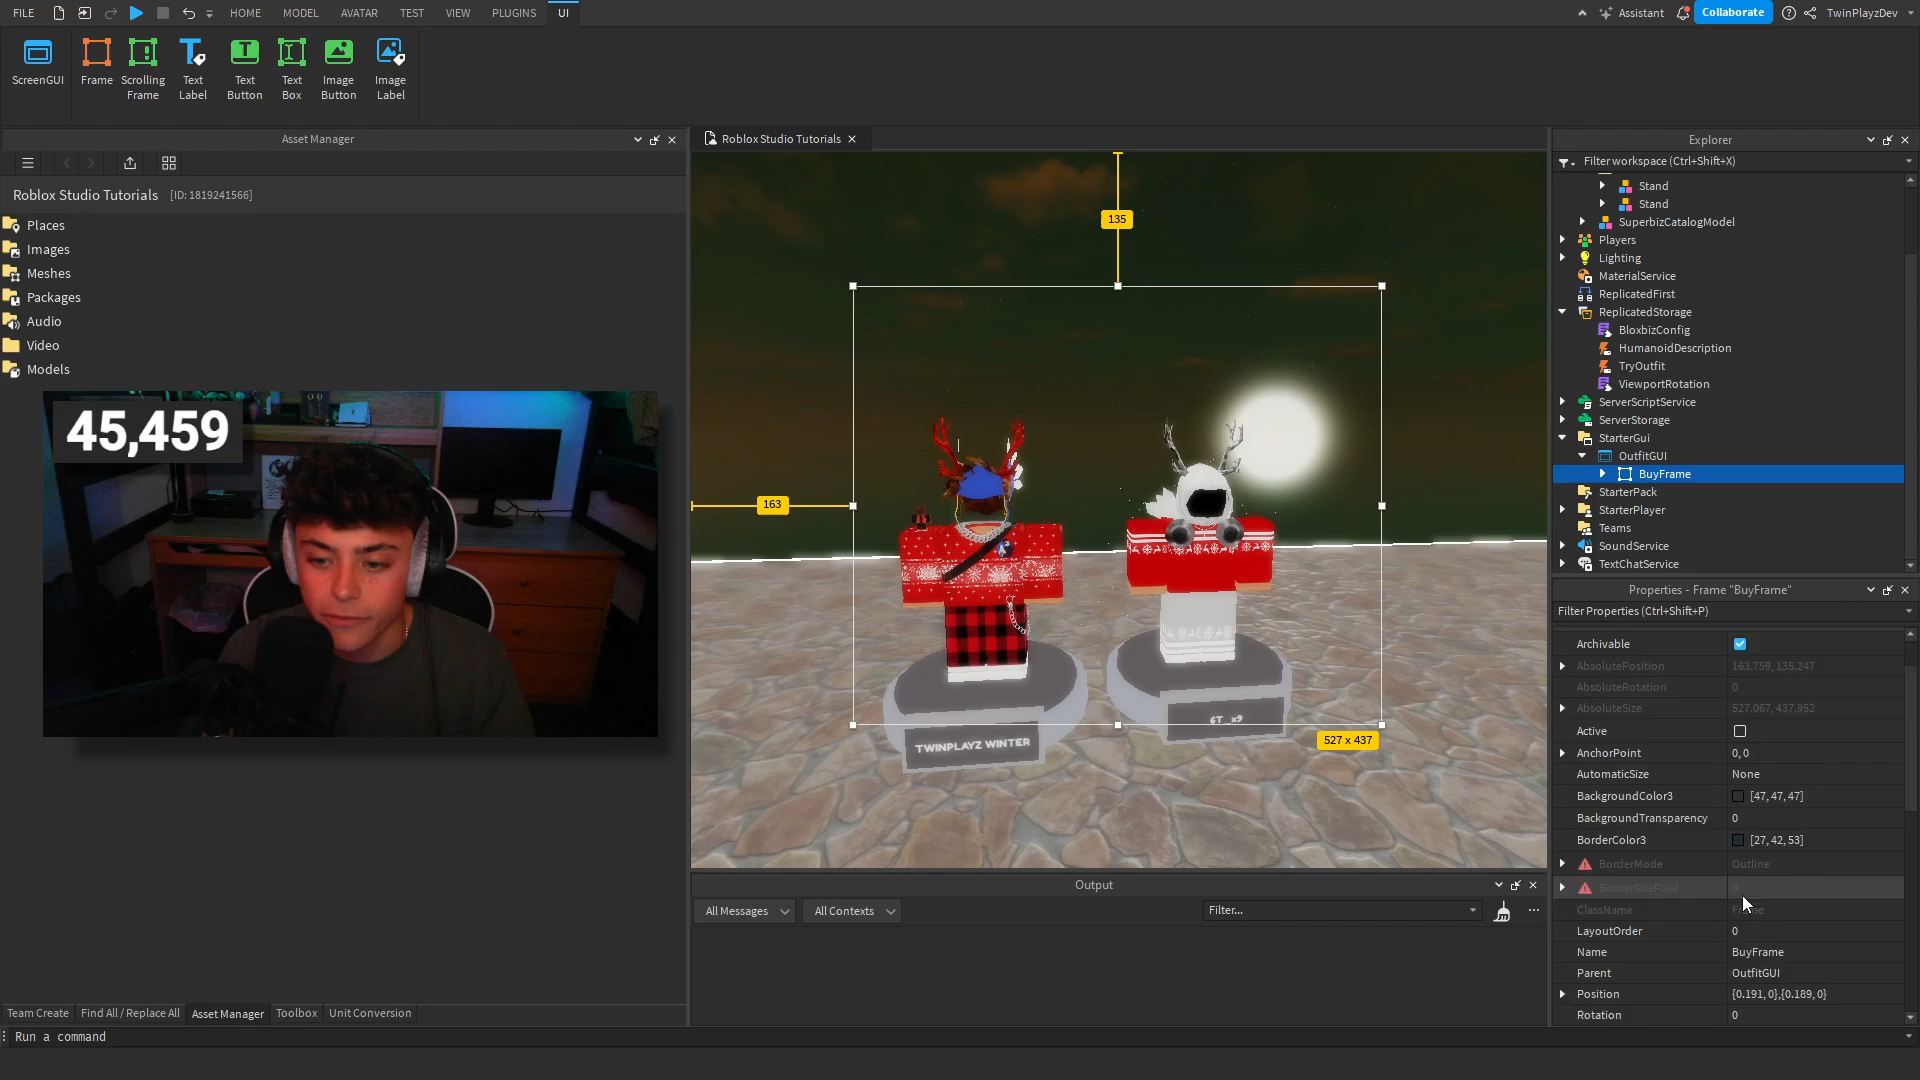 FILE HOME MODEL AVATAR TEST VIEW PLUGINS UI Assistant Collaborate TwinPlayzDev
ScreenGUI Frame Scrolling Frame Text Label Text Button Text Box Image Button Image Label
Asset Manager
Roblox Studio Tutorials [ID: 1819241566]
Places
Images
Meshes
Packages
Audio
Video
Models
45,459
Team Create Find All / Replace All Asset Manager Toolbox Unit Conversion
Run a command
Roblox Studio Tutorials
135
163
527 x 437
TWINPLAYZ WINTER
6T_x9
Output
All Messages All Contexts Filter...
Explorer
Filter workspace (Ctrl+Shift+X)
Stand
Stand
SuperbizCatalogModel
Players
Lighting
MaterialService
ReplicatedFirst
ReplicatedStorage
BloxbizConfig
HumanoidDescription
TryOutfit
ViewportRotation
ServerScriptService
ServerStorage
StarterGui
OutfitGUI
BuyFrame
StarterPack
StarterPlayer
Teams
SoundService
TextChatService
Properties - Frame "BuyFrame"
Filter Properties (Ctrl+Shift+P)
Archivable
AbsolutePosition 163.759, 135.247
AbsoluteRotation 0
AbsoluteSize 527.067, 437.952
Active
AnchorPoint 0, 0
AutomaticSize None
BackgroundColor3 [47, 47, 47]
BackgroundTransparency 0
BorderColor3 [27, 42, 53]
BorderMode Outline
BorderSizePixel 0
ClassName Frame
LayoutOrder 0
Name BuyFrame
Parent OutfitGUI
Position {0.191, 0},{0.189, 0}
Rotation 0